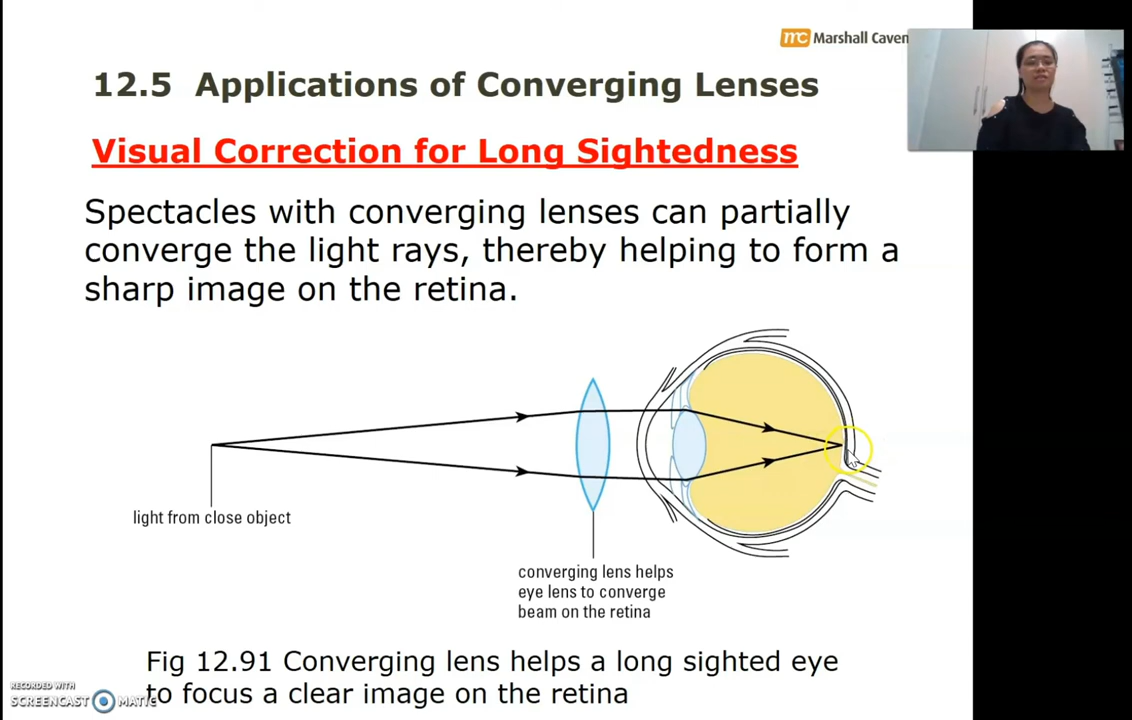 mc Marshall Caven
12.5 Applications of Converging Lenses
Visual Correction for Long Sightedness
Spectacles with converging lenses can partially
converge the light rays, thereby helping to form a
sharp image on the retina.
light from close object
converging lens helps
eye lens to converge
beam on the retina
Fig 12.91 Converging lens helps a long sighted eye
to focus a clear image on the retina
RECORDED WITH
SCREENCAST MATIC